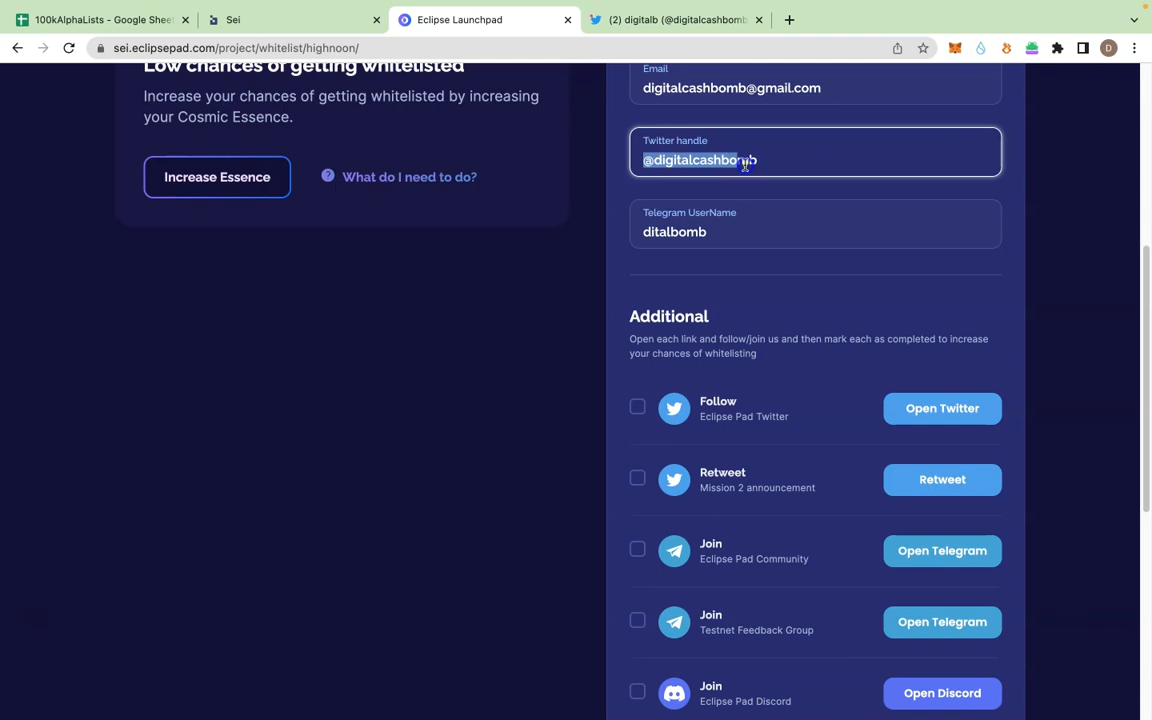 100kAlphaLists - Google Shee
Sei
Eclipse Launchpad
(2) digitalb (@digitalcashbomb
sei.eclipsepad.com/project/whitelist/highnoon/
D
Low chances of getting whitelisted
Increase your chances of getting whitelisted by increasing
your Cosmic Essence.
Increase Essence
What do I need to do?
Email
digitalcashbomb@gmail.com
Twitter handle
@digitalcashbomb
Telegram UserName
ditalbomb
Additional
Open each link and follow/join us and then mark each as completed to increase
your chances of whitelisting
Follow
Eclipse Pad Twitter
Open Twitter
Retweet
Mission 2 announcement
Retweet
Join
Eclipse Pad Community
Open Telegram
Join
Testnet Feedback Group
Open Telegram
Join
Eclipse Pad Discord
Open Discord